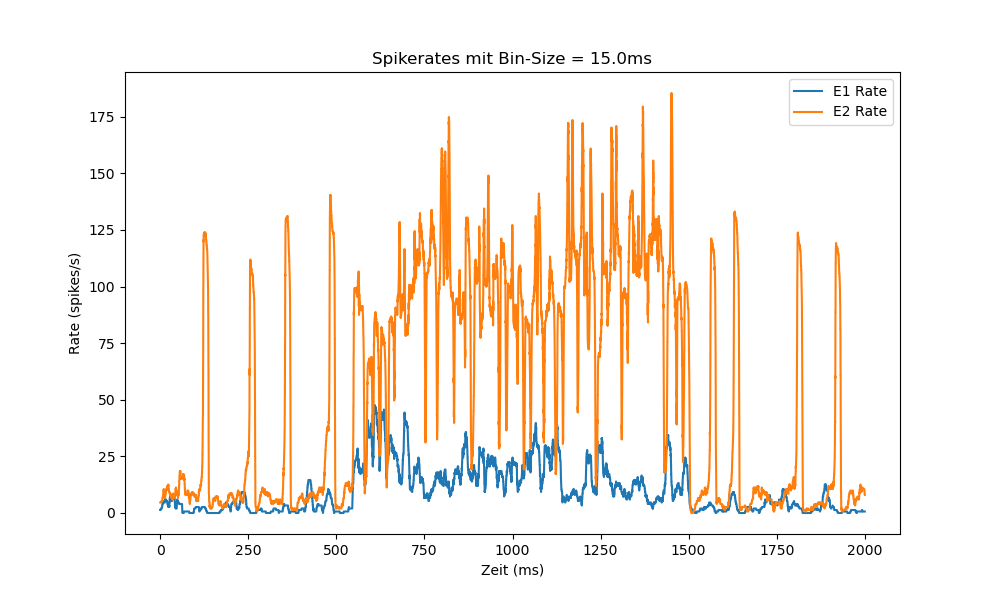 Spikerates mit Bin-Size = 15.0ms
E1 Rate
E2 Rate
175
150
125
100
75
50
25
0
Rate (spikes/s)
0 250 500 750 1000 1250 1500 1750 2000
Zeit (ms)